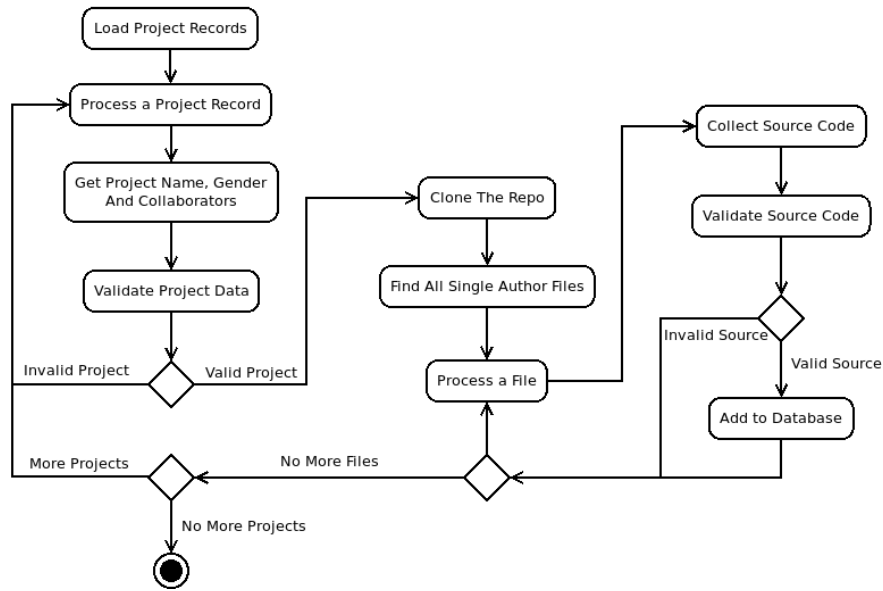 Load Project Records
Process a Project Record
Get Project Name, Gender
And Collaborators
Validate Project Data
Invalid Project
Valid Project
Clone The Repo
Find All Single Author Files
Process a File
Collect Source Code
Validate Source Code
Invalid Source
Valid Source
Add to Database
No More Files
More Projects
No More Projects